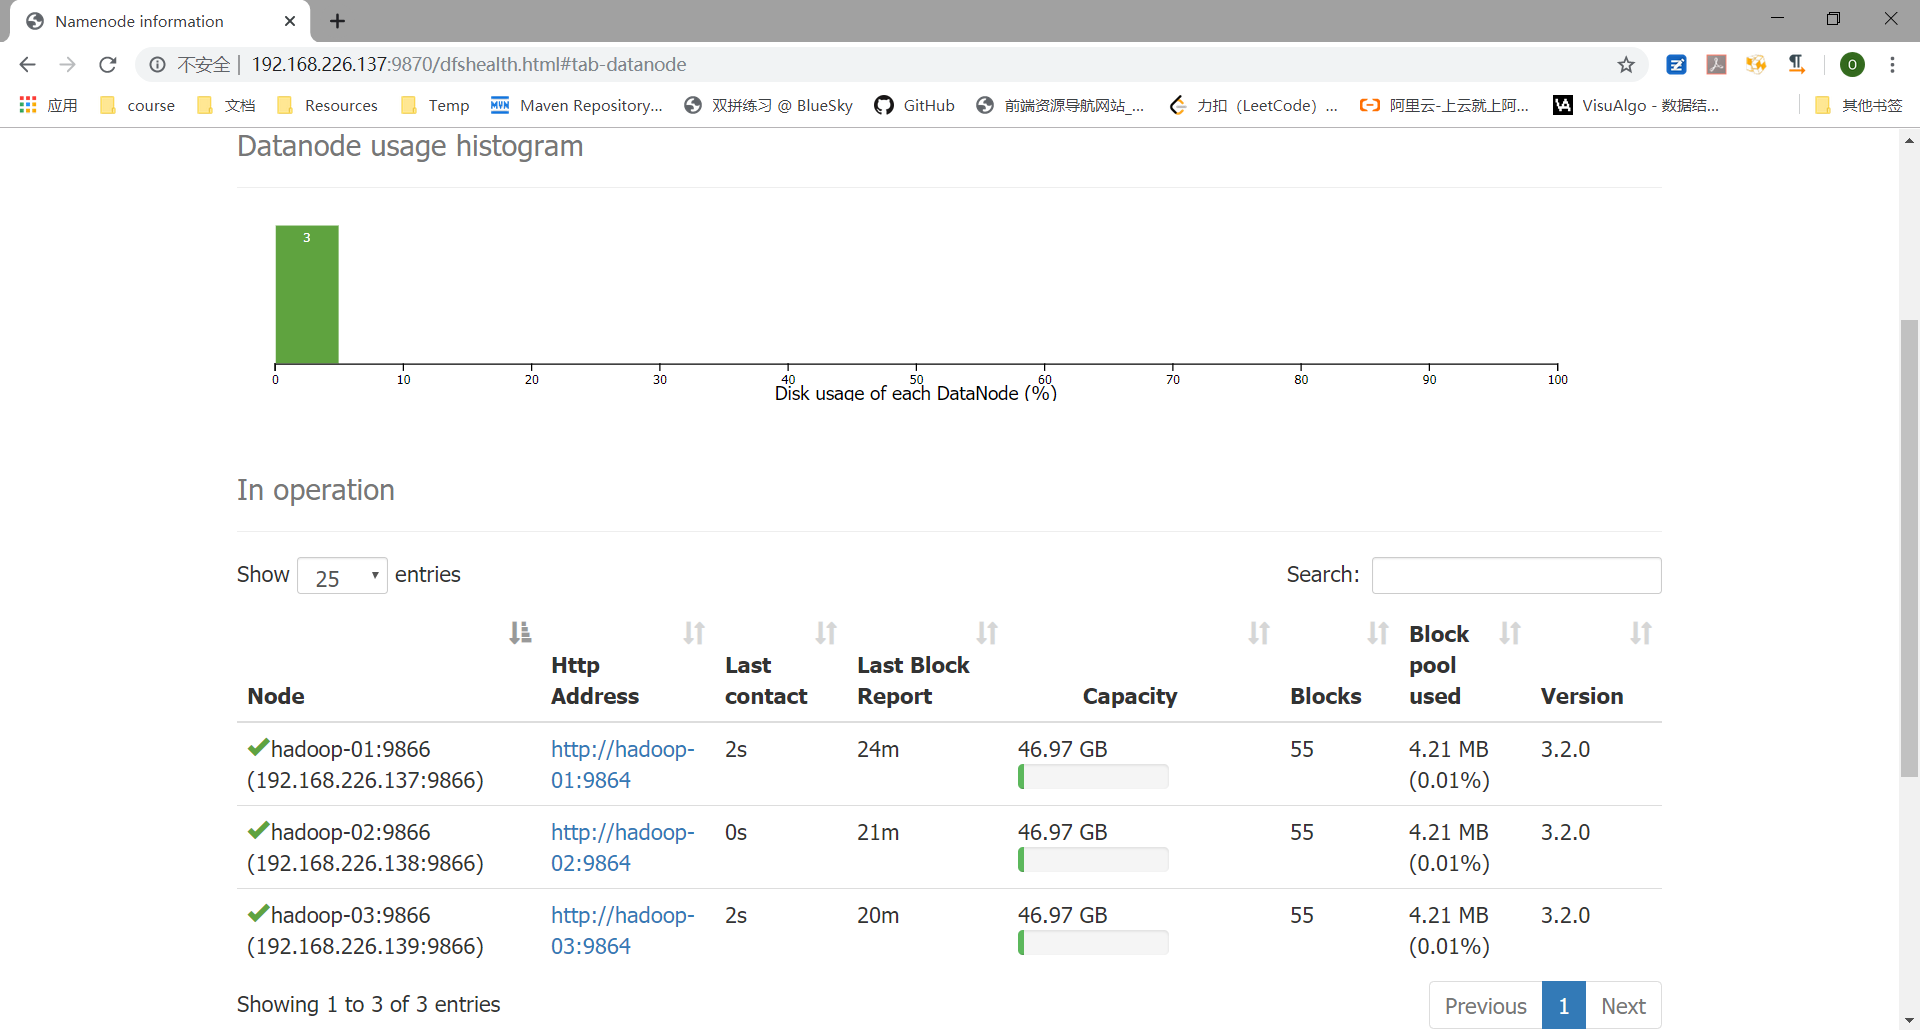 Namenode information
不安全 | 192.168.226.137:9870/dfshealth.html#tab-datanode
O
应用 course 文档 Resources Temp MVN Maven Repository... 双拼练习 @ BlueSky GitHub 前端资源导航网站_... 力扣（LeetCode）... 阿里云-上云就上阿... VA VisuAlgo - 数据结... 其他书签
Datanode usage histogram
3
0 10 20 30 40 50 60 70 80 90 100
Disk usage of each DataNode (%)
In operation
Show 25 entries Search:
Node Http Address Last contact Last Block Report Capacity Blocks Block pool used Version
hadoop-01:9866 http://hadoop- 2s 24m 46.97 GB 55 4.21 MB 3.2.0
(192.168.226.137:9866) 01:9864 (0.01%)
hadoop-02:9866 http://hadoop- 0s 21m 46.97 GB 55 4.21 MB 3.2.0
(192.168.226.138:9866) 02:9864 (0.01%)
hadoop-03:9866 http://hadoop- 2s 20m 46.97 GB 55 4.21 MB 3.2.0
(192.168.226.139:9866) 03:9864 (0.01%)
Showing 1 to 3 of 3 entries Previous 1 Next